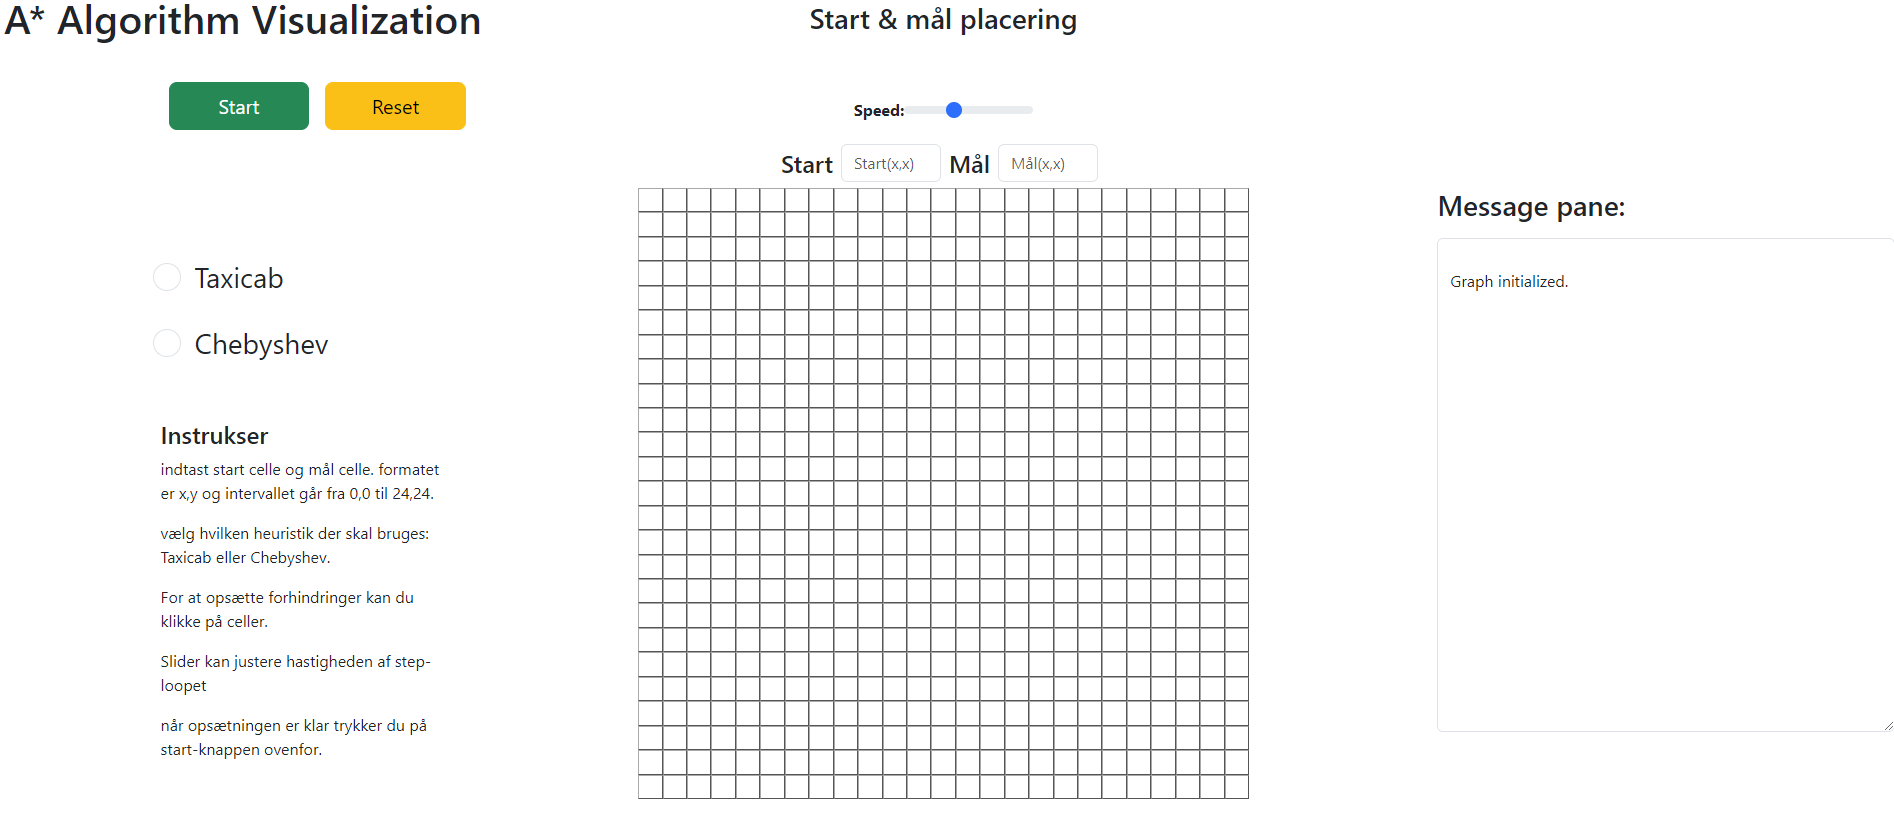 A* Algorithm Visualization
Start & mål placering
Start
Reset
Speed:
Start
Start(x,x)
Mål
Mål(x,x)
Taxicab
Chebyshev
Instrukser
indtast start celle og mål celle. formatet
er x,y og intervallet går fra 0,0 til 24,24.
vælg hvilken heuristik der skal bruges:
Taxicab eller Chebyshev.
For at opsætte forhindringer kan du
klikke på celler.
Slider kan justere hastigheden af step-
loopet
når opsætningen er klar trykker du på
start-knappen ovenfor.
Message pane:
Graph initialized.